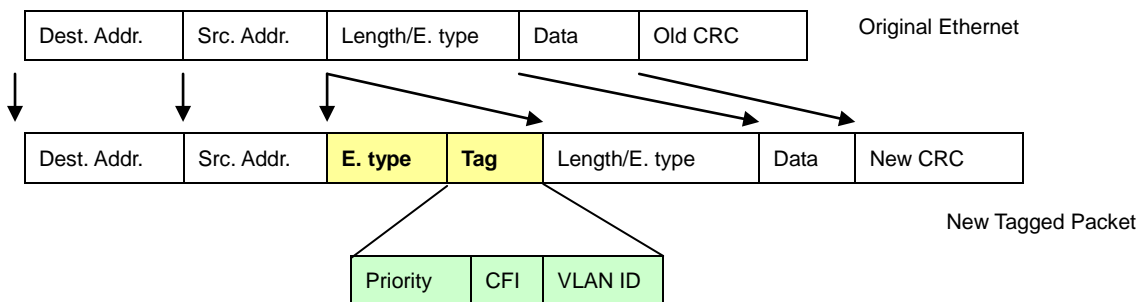 Dest. Addr. Src. Addr. Length/E. type Data Old CRC Original Ethernet
Dest. Addr. Src. Addr. E. type Tag Length/E. type Data New CRC
New Tagged Packet
Priority CFI VLAN ID